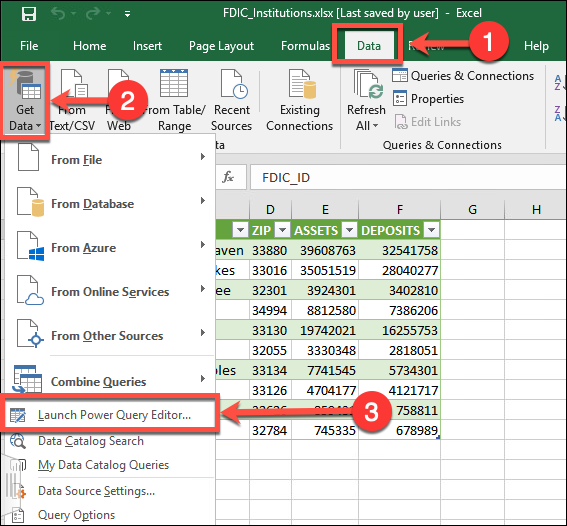 FDIC_Institutions.xlsx [Last saved by user] - Excel
1
File Home Insert Page Layout Formulas Data Help
2
Get Data
From Text/CSV
From Web
From Table/ Range
Recent Sources
Existing Connections
Refresh All
Queries & Connections
Properties
Edit Links
Queries & Connections
From File
From Database
From Azure
From Online Services
From Other Sources
Combine Queries
Launch Power Query Editor...
Data Catalog Search
My Data Catalog Queries
Data Source Settings...
Query Options
3
fx FDIC_ID
D E F G H
ZIP ASSETS DEPOSITS
aven 33880 39608763 32541758
kes 33016 35051519 28040277
ee 32301 3924301 3402810
34994 8812580 7386206
33130 19742021 16255753
32055 3330348 2818051
bles 33134 7741545 5734301
33126 4704177 4121717
758811
32784 745335 678989